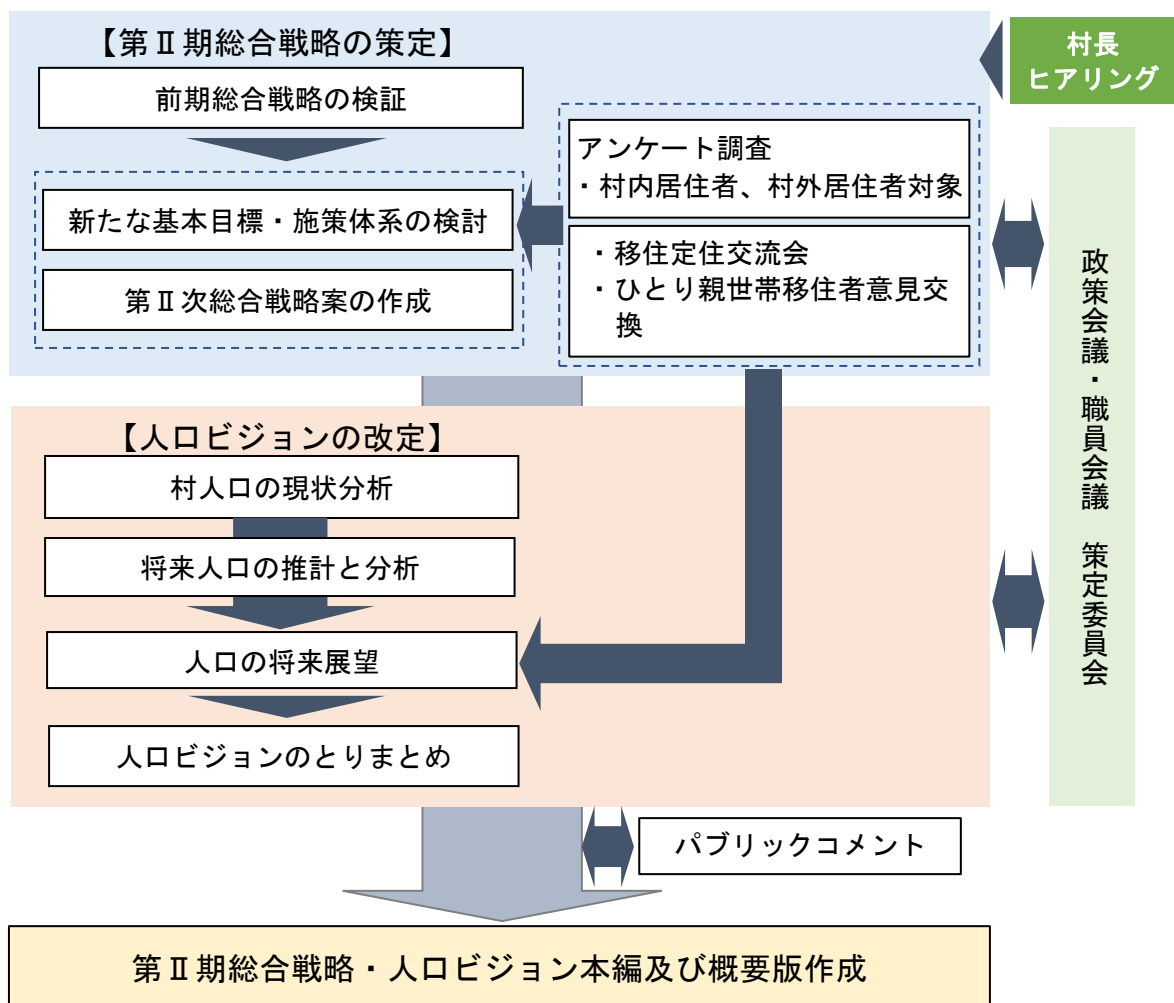 【第Ⅱ期総合戦略の策定】
前期総合戦略の検証
新たな基本目標・施策体系の検討
第Ⅱ次総合戦略案の作成
アンケート調査
・村内居住者、村外居住者対象
・移住定住交流会
・ひとり親世帯移住者意見交
換
村長
ヒアリング
政策会議・職員会議　策定委員会
【人口ビジョンの改定】
村人口の現状分析
将来人口の推計と分析
人口の将来展望
人口ビジョンのとりまとめ
パブリックコメント
第Ⅱ期総合戦略・人口ビジョン本編及び概要版作成